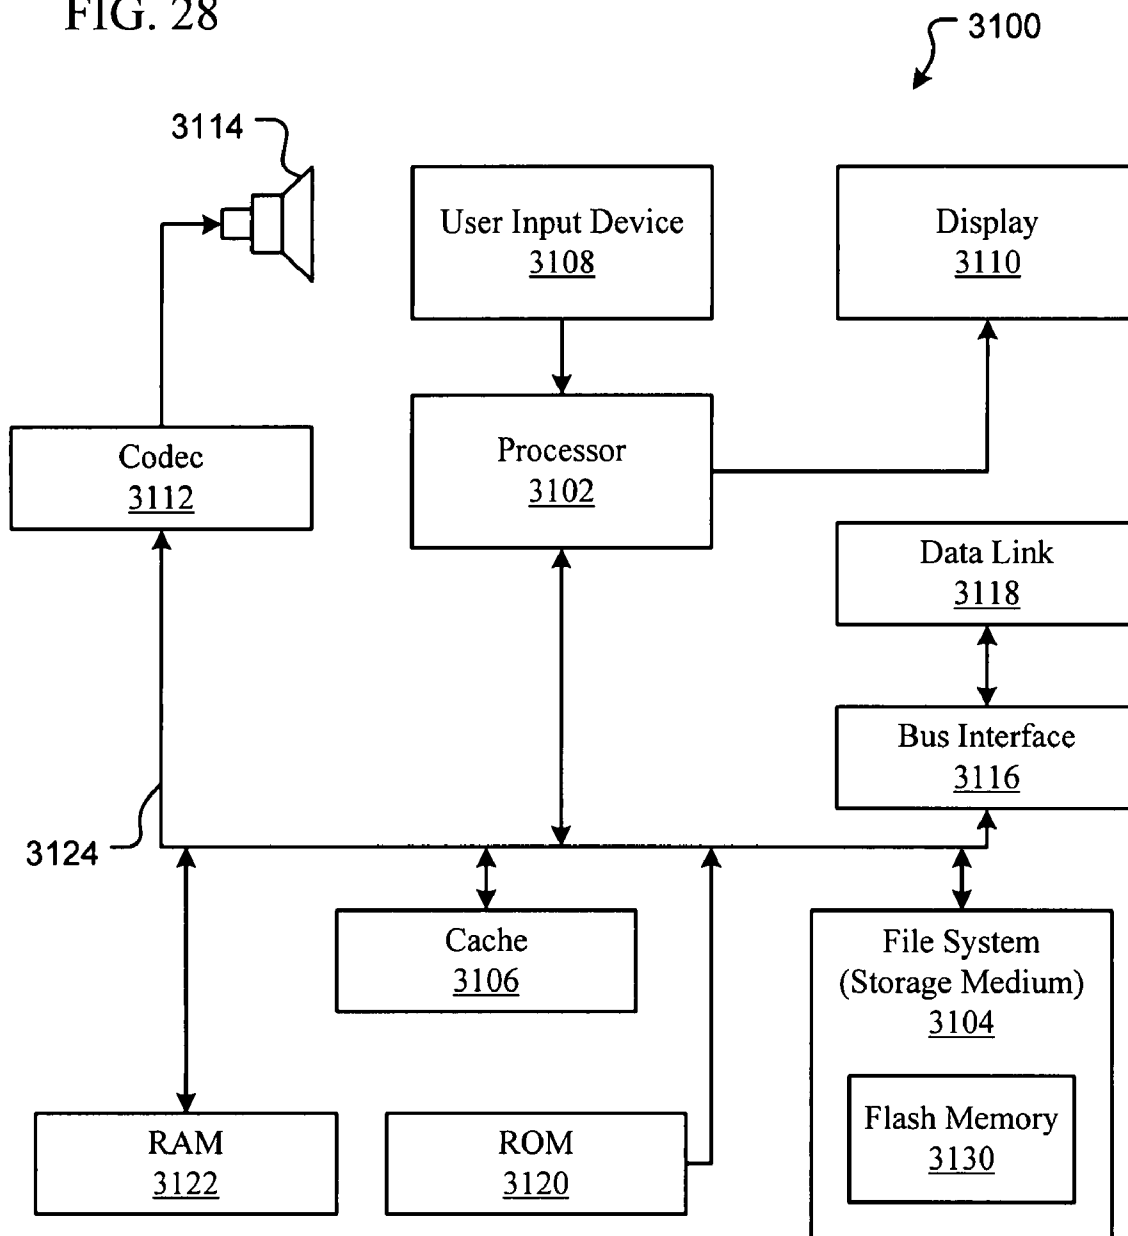 FIG. 28
3100
3114
User Input Device
3108
Display
3110
Codec
3112
Processor
3102
Data Link
3118
Bus Interface
3116
3124
Cache
3106
File System
(Storage Medium)
3104
Flash Memory
3130
RAM
3122
ROM
3120